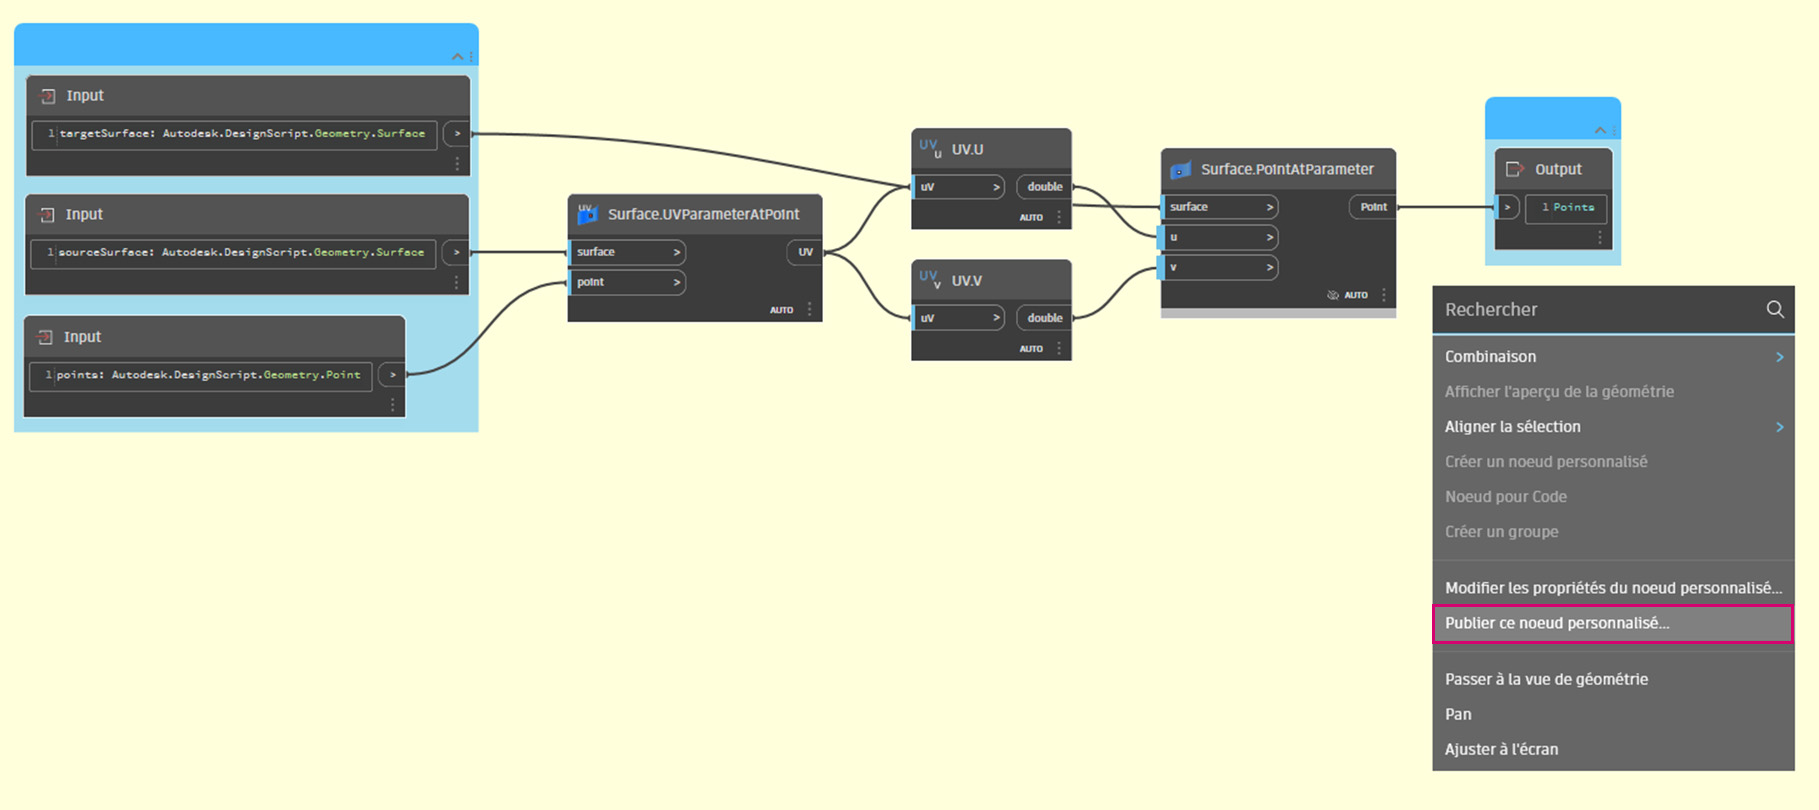 Input
1 targetSurface: Autodesk.DesignScript.Geometry.Surface >
Input
1 sourceSurface: Autodesk.DesignScript.Geometry.Surface >
Input
1 points: Autodesk.DesignScript.Geometry.Point >
UV Surface.UVParameterAtPoint
surface > UV
point >
AUTO
UV u UV.U
uV > double
AUTO
UV v UV.V
uV > double
AUTO
Surface.PointAtParameter
surface > Point
u >
v >
AUTO
Output
> 1 Points
Rechercher
Combinaison >
Afficher l'aperçu de la géométrie
Aligner la sélection >
Créer un noeud personnalisé
Noeud pour Code
Créer un groupe
Modifier les propriétés du noeud personnalisé...
Publier ce noeud personnalisé...
Passer à la vue de géométrie
Pan
Ajuster à l'écran